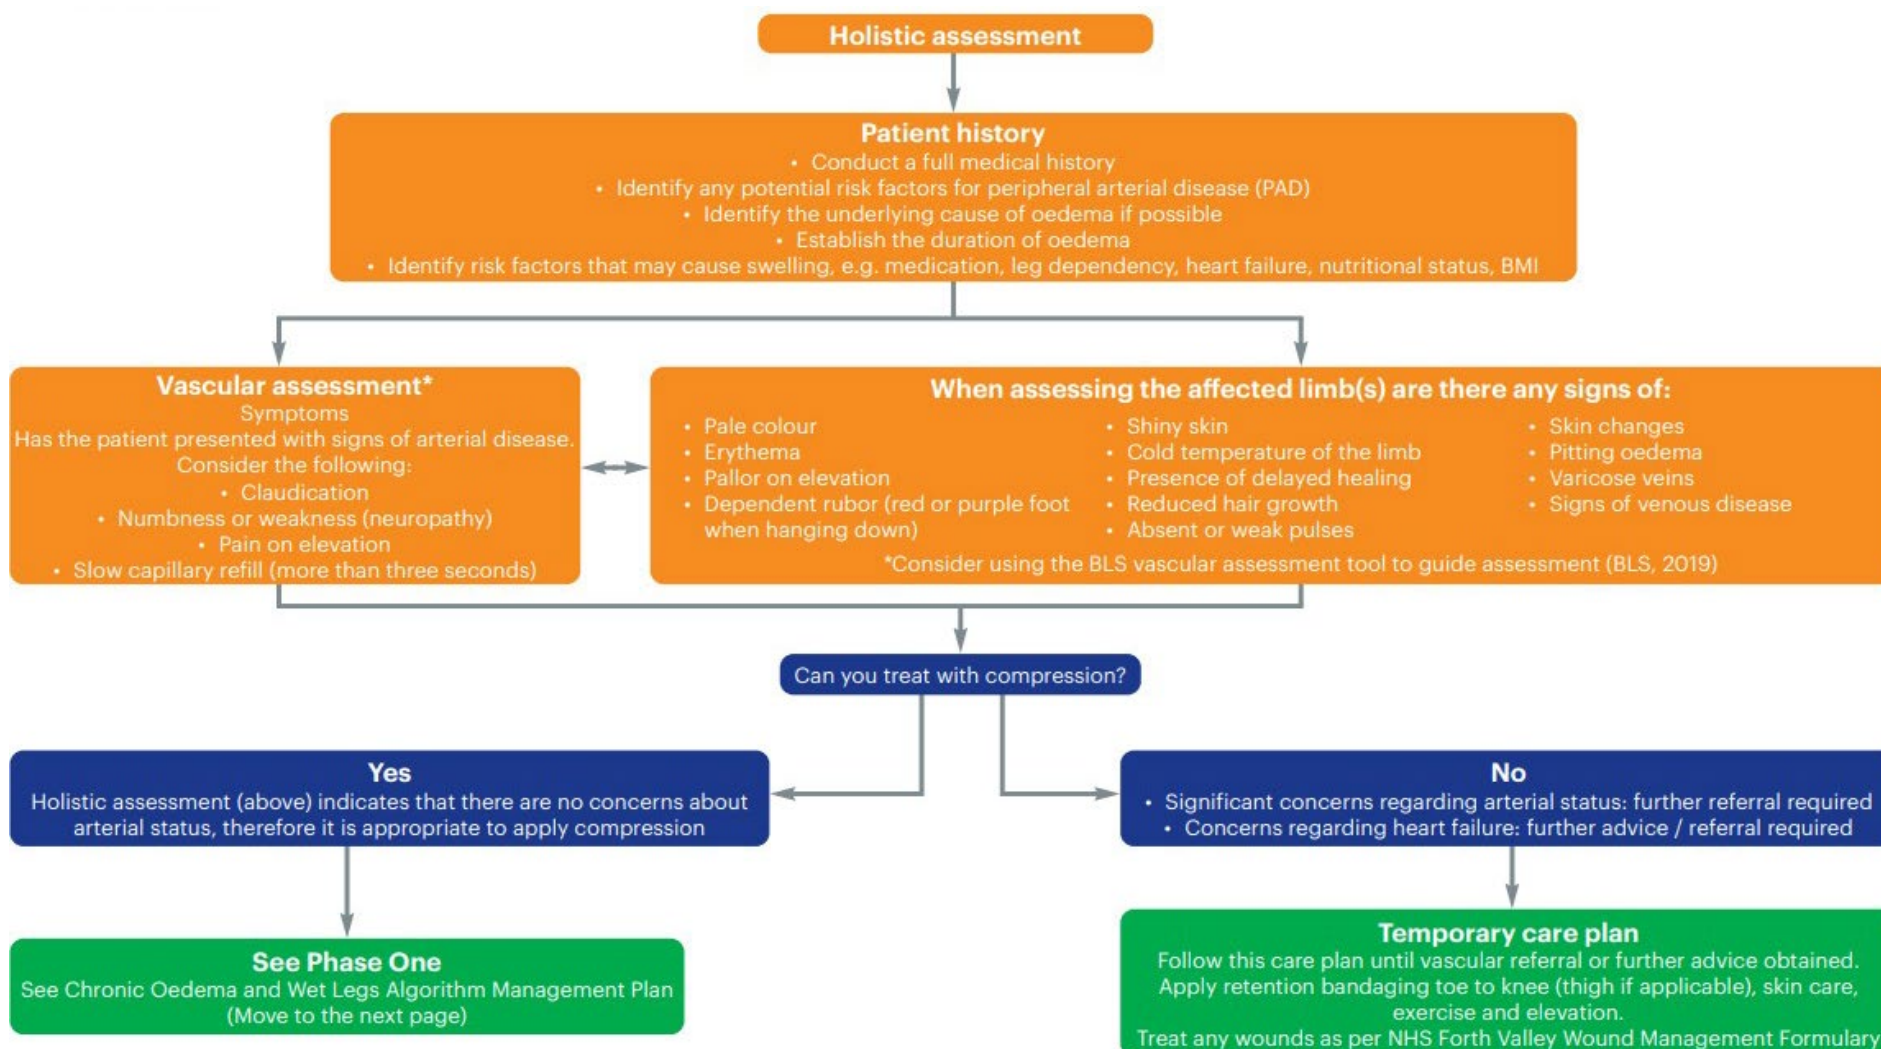 Holistic assessment
Patient history
• Conduct a full medical history
• Identify any potential risk factors for peripheral arterial disease (PAD)
• Identify the underlying cause of oedema if possible
• Establish the duration of oedema
• Identify risk factors that may cause swelling, e.g. medication, leg dependency, heart failure, nutritional status, BMI
Vascular assessment*
Symptoms
Has the patient presented with signs of arterial disease.
Consider the following:
• Claudication
• Numbness or weakness (neuropathy)
• Pain on elevation
• Slow capillary refill (more than three seconds)
When assessing the affected limb(s) are there any signs of:
• Pale colour
• Erythema
• Pallor on elevation
• Dependent rubor (red or purple foot
when hanging down)
• Shiny skin
• Cold temperature of the limb
• Presence of delayed healing
• Reduced hair growth
• Absent or weak pulses
• Skin changes
• Pitting oedema
• Varicose veins
• Signs of venous disease
*Consider using the BLS vascular assessment tool to guide assessment (BLS, 2019)
Can you treat with compression?
Yes
Holistic assessment (above) indicates that there are no concerns about
arterial status, therefore it is appropriate to apply compression
No
• Significant concerns regarding arterial status: further referral required
• Concerns regarding heart failure: further advice / referral required
See Phase One
See Chronic Oedema and Wet Legs Algorithm Management Plan
(Move to the next page)
Temporary care plan
Follow this care plan until vascular referral or further advice obtained.
Apply retention bandaging toe to knee (thigh if applicable), skin care,
exercise and elevation.
Treat any wounds as per NHS Forth Valley Wound Management Formulary